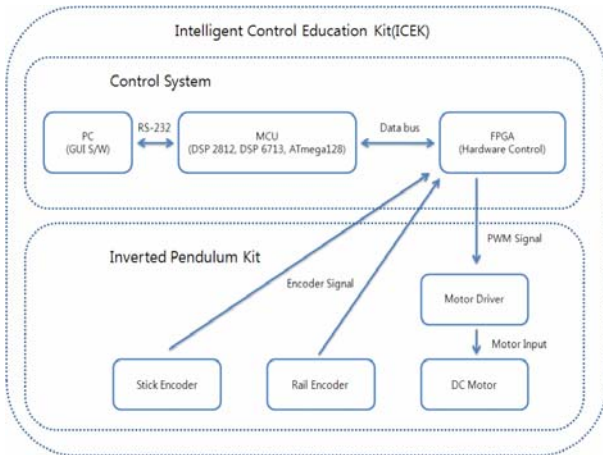 Intelligent Control Education Kit(ICEK)
Control System
PC
(GUI S/W)
RS-232
MCU
(DSP 2812, DSP 6713, ATmega128)
Data bus
FPGA
(Hardware Control)
PWM Signal
Inverted Pendulum Kit
Encoder Signal
Motor Driver
Motor Input
Stick Encoder
Rail Encoder
DC Motor